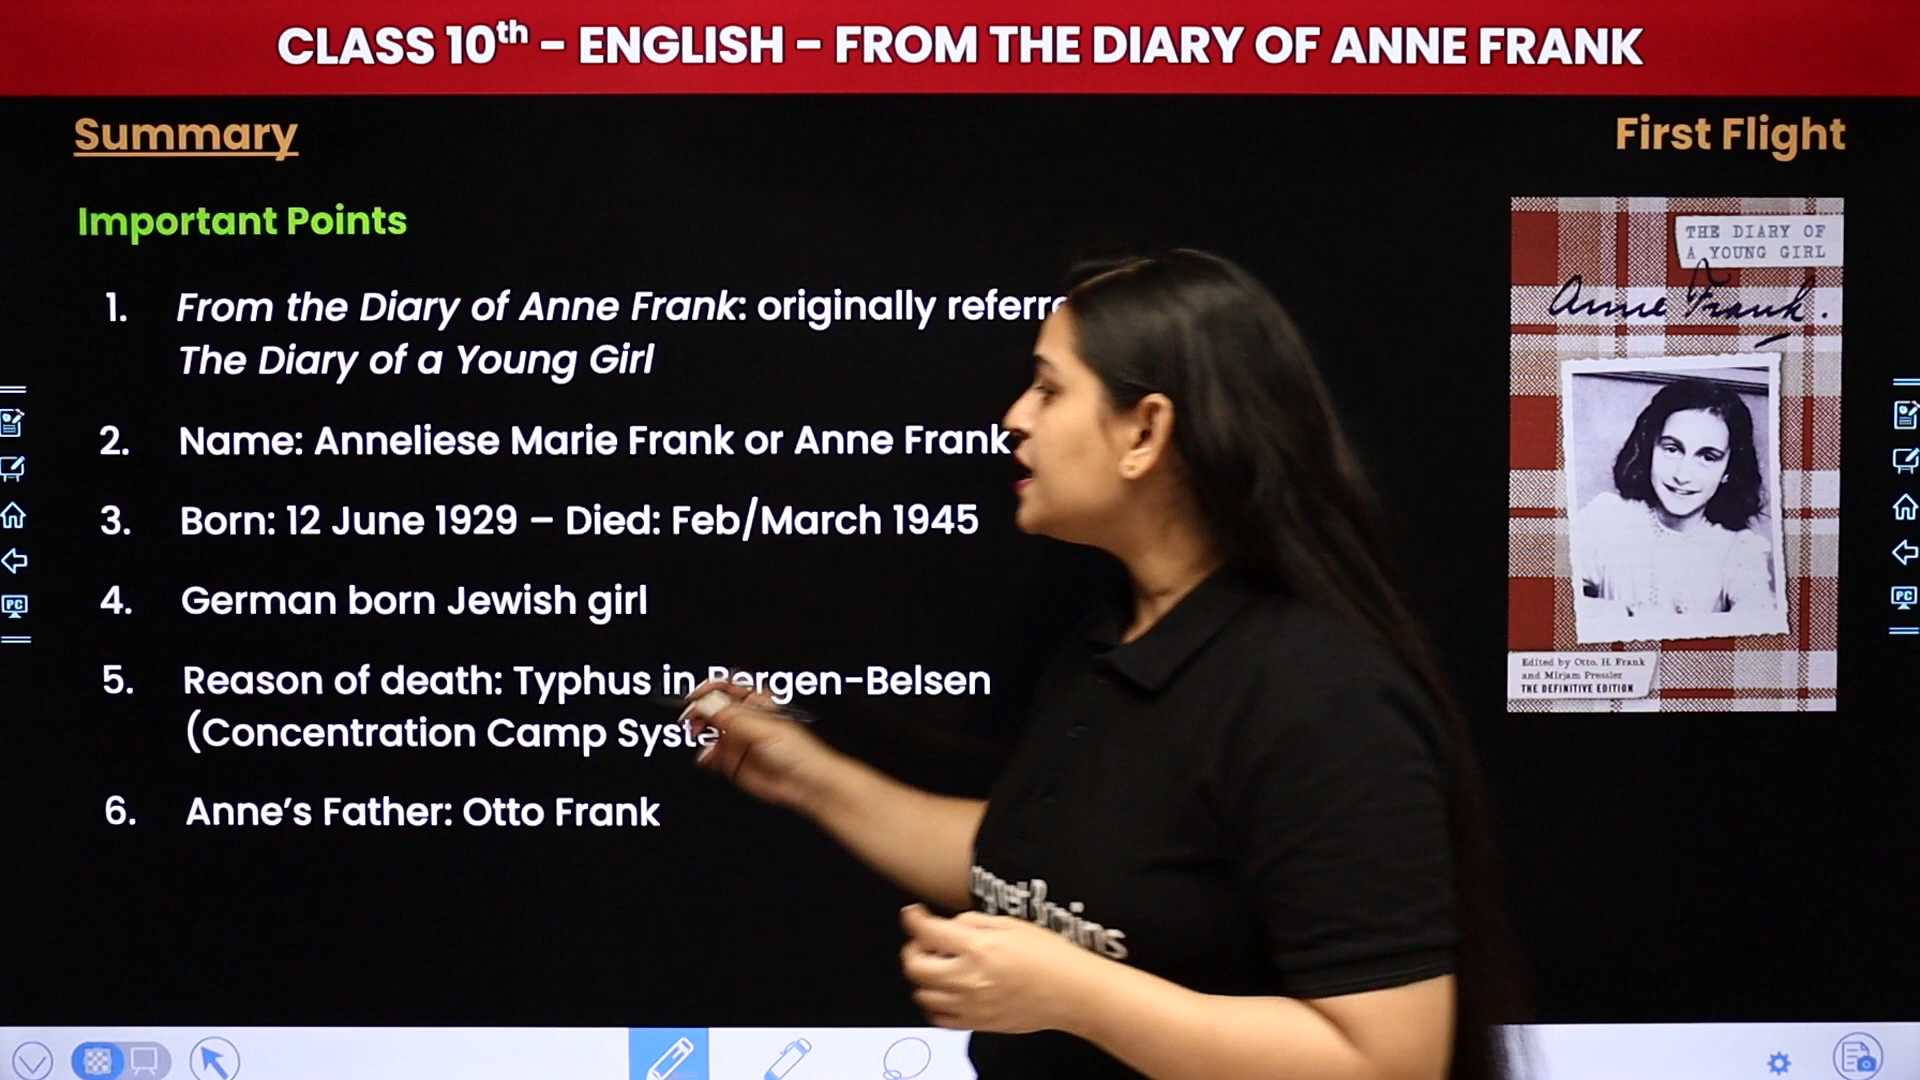 CLASS 10th - ENGLISH - FROM THE DIARY OF ANNE FRANK
Summary
First Flight
Important Points
1. From the Diary of Anne Frank: originally
The Diary of a Young Girl
2. Name: Anneliese Marie Frank or Anne Frank
3. Born: 12 June 1929 – Died: Feb/March 1945
4. German born Jewish girl
5. Reason of death: Typhus in Bergen-Belsen
(Concentration Camp
6. Anne's Father: Otto Frank
THE DIARY OF
A YOUNG GIRL
Anne Frank.
Edited by Otto. H. Frank
and Mirjam Pressler
THE DEFINITIVE EDITION
PC
PC